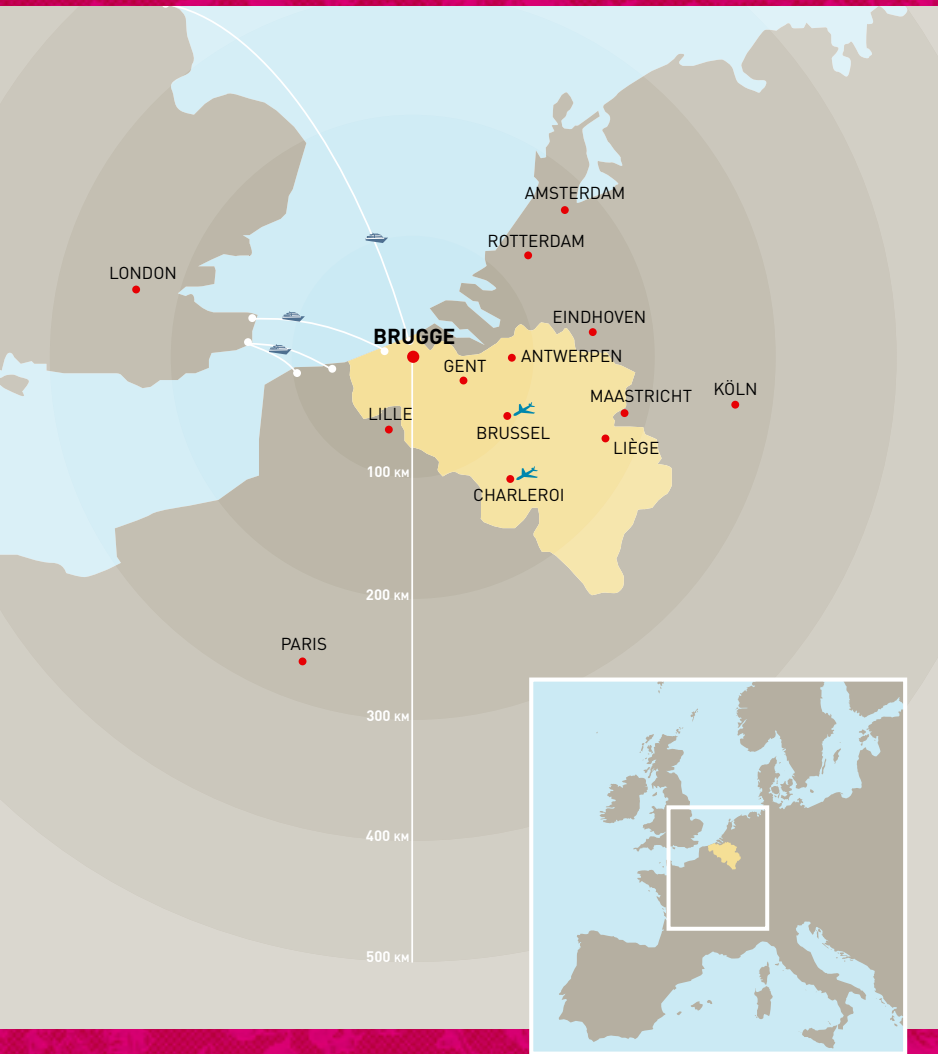 AMSTERDAM
ROTTERDAM
LONDON
EINDHOVEN
BRUGGE
ANTWERPEN
GENT
KÖLN
MAASTRICHT
LILLE
BRUSSEL
LIÈGE
100 KM
CHARLEROI
200 KM
PARIS
300 KM
400 KM
500 KM